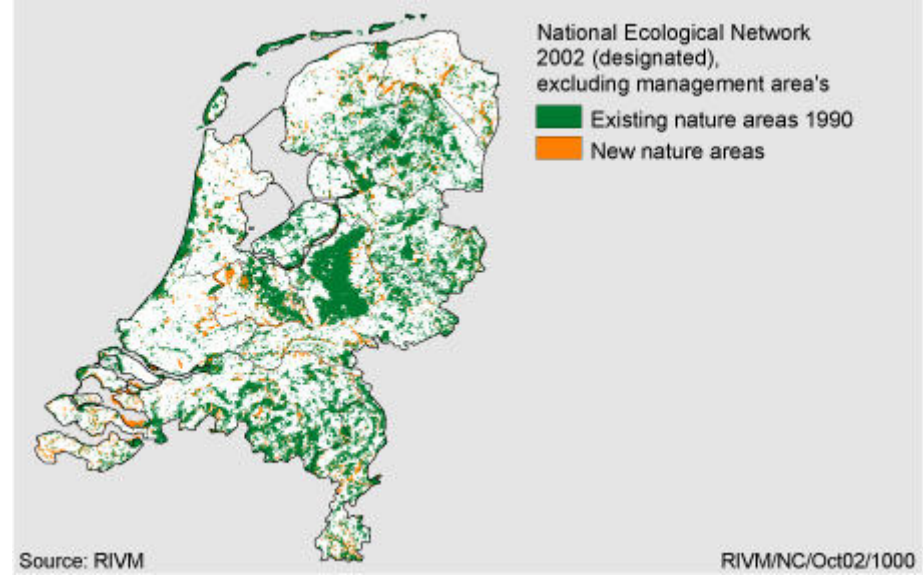 National Ecological Network
2002 (designated),
excluding management area's
Existing nature areas 1990
New nature areas
Source: RIVM
RIVM/NC/Oct02/1000